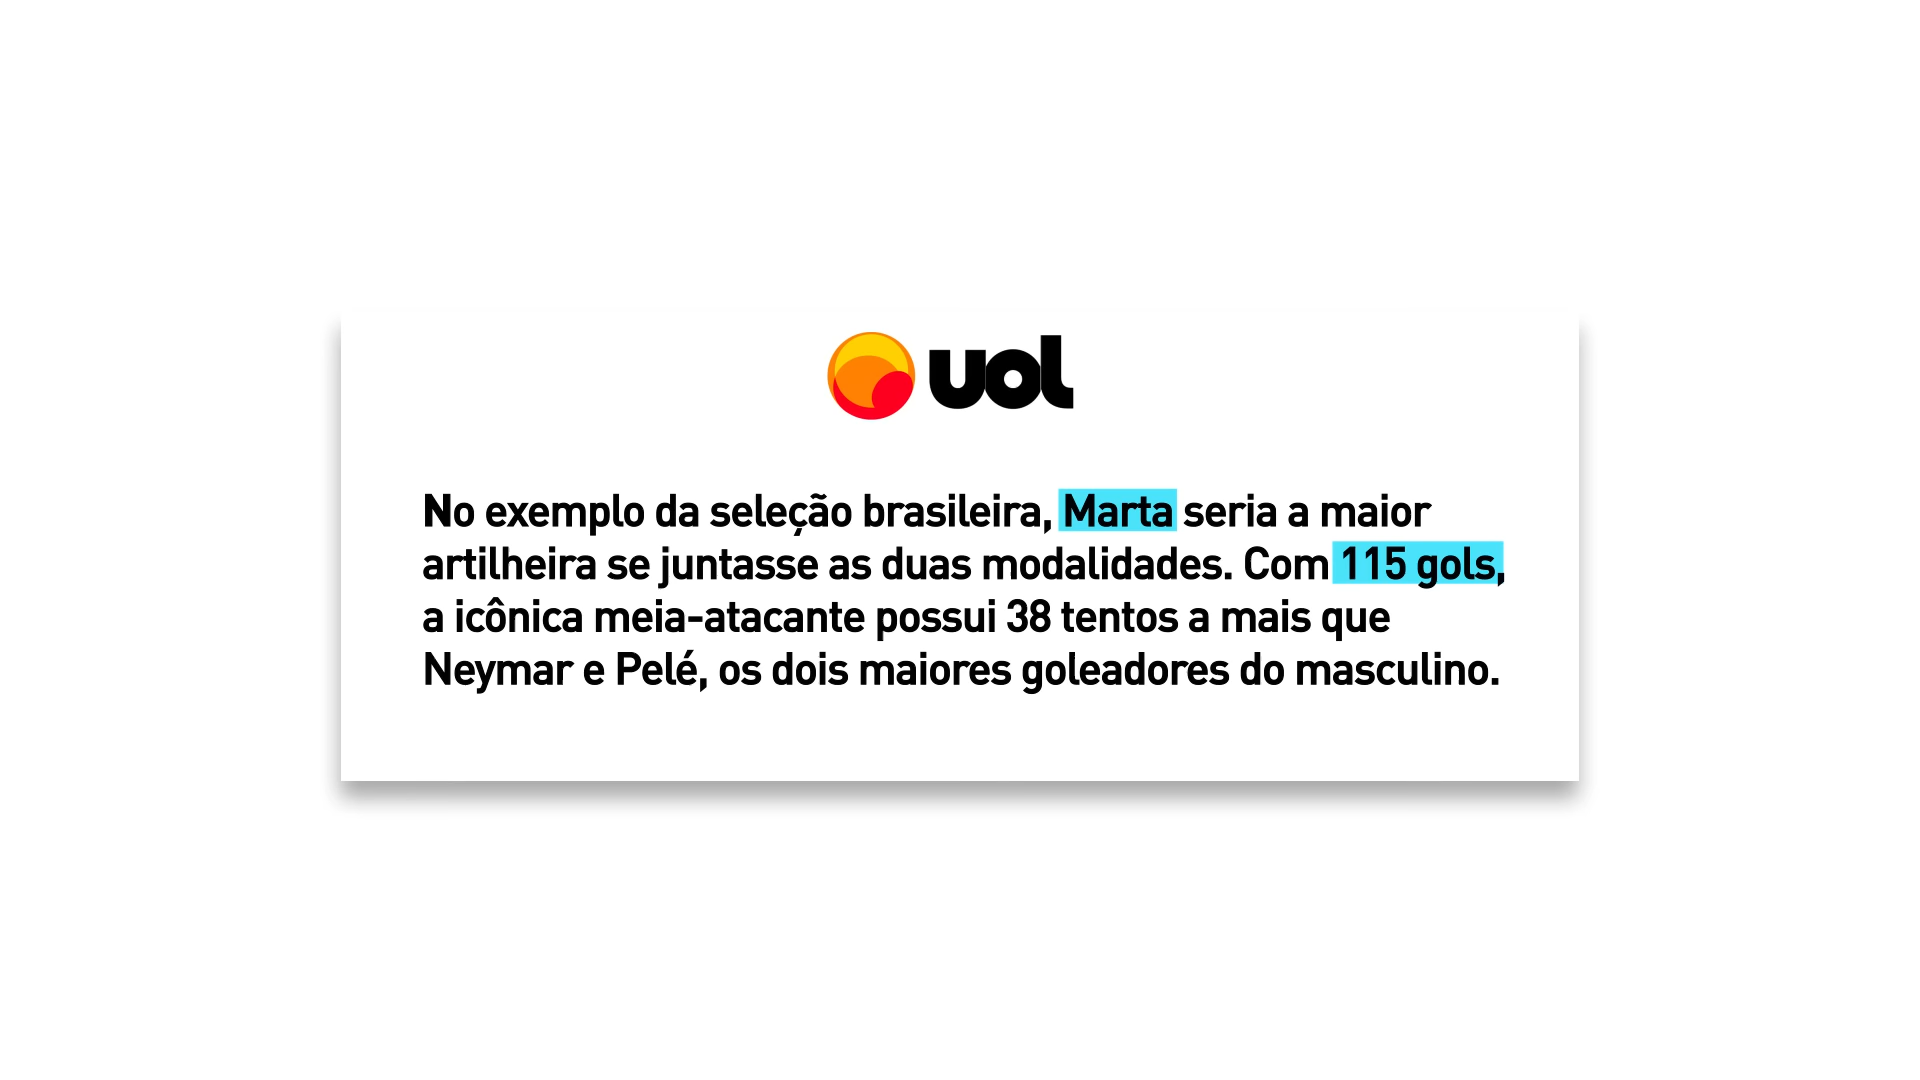 uol
No exemplo da seleção brasileira, Marta seria a maior
artilheira se juntasse as duas modalidades. Com 115 gols,
a icônica meia-atacante possui 38 tentos a mais que
Neymar e Pelé, os dois maiores goleadores do masculino.